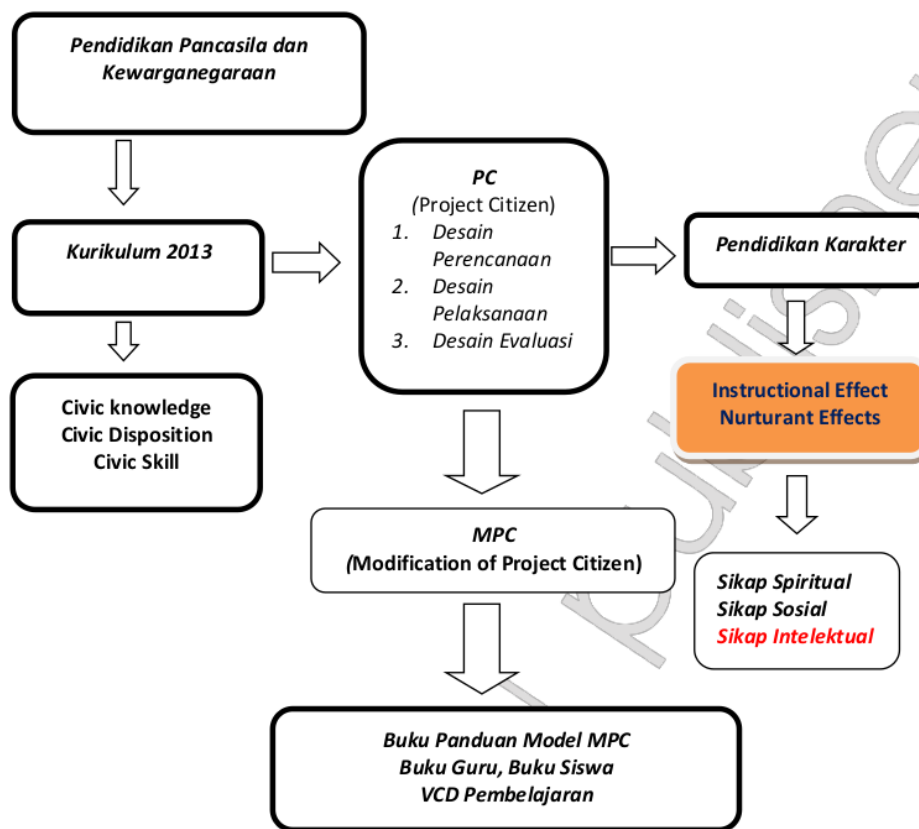 Pendidikan Pancasila dan
Kewarganegaraan
Kurikulum 2013
Civic knowledge
Civic Disposition
Civic Skill
PC
(Project Citizen)
1. Desain
Perencanaan
2. Desain
Pelaksanaan
3. Desain Evaluasi
MPC
(Modification of Project Citizen)
Buku Panduan Model MPC
Buku Guru, Buku Siswa
VCD Pembelajaran
Pendidikan Karakter
Instructional Effect
Nurturant Effects
Sikap Spiritual
Sikap Sosial
Sikap Intelektual